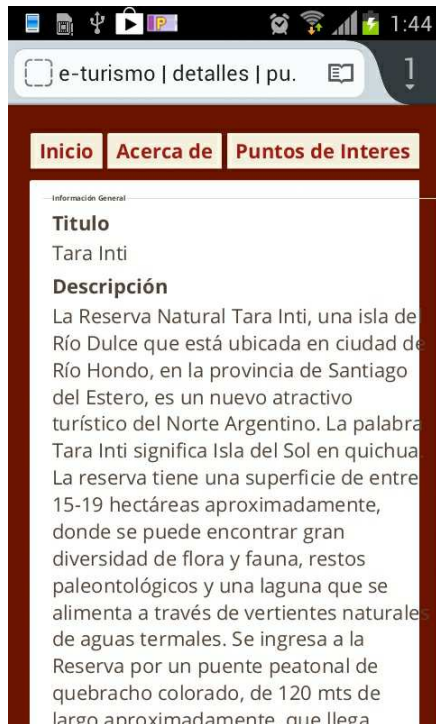 1:44
e-turismo | detalles | pu.
1
Inicio
Acerca de
Puntos de Interes
Información General
Titulo
Tara Inti
Descripción
La Reserva Natural Tara Inti, una isla del
Río Dulce que está ubicada en ciudad de
Río Hondo, en la provincia de Santiago
del Estero, es un nuevo atractivo
turístico del Norte Argentino. La palabra
Tara Inti significa Isla del Sol en quichua.
La reserva tiene una superficie de entre
15-19 hectáreas aproximadamente,
donde se puede encontrar gran
diversidad de flora y fauna, restos
paleontológicos y una laguna que se
alimenta a través de vertientes naturales
de aguas termales. Se ingresa a la
Reserva por un puente peatonal de
quebracho colorado, de 120 mts de
largo aproximadamente, que llega